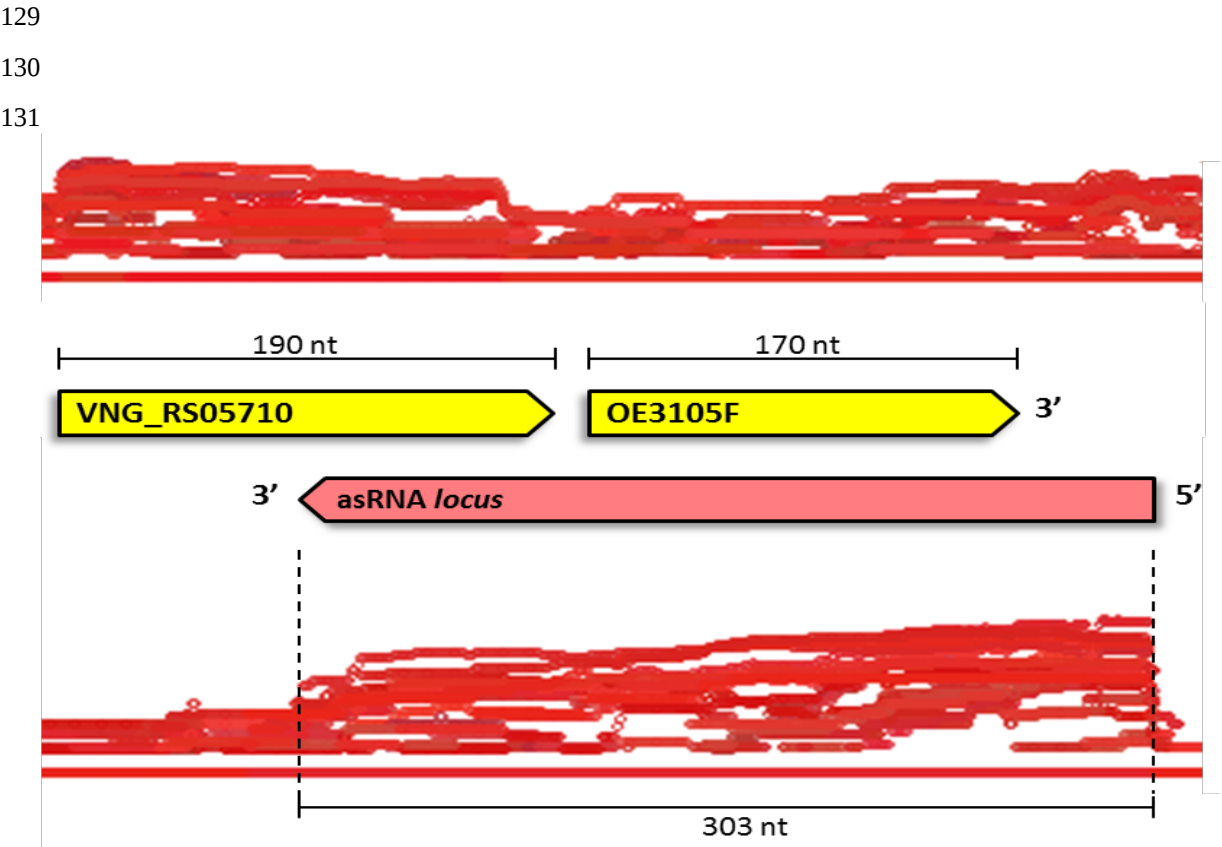 129
130
131
190 nt
170 nt
VNG_RS05710
OE3105F
3’
3’
asRNA locus
5’
303 nt